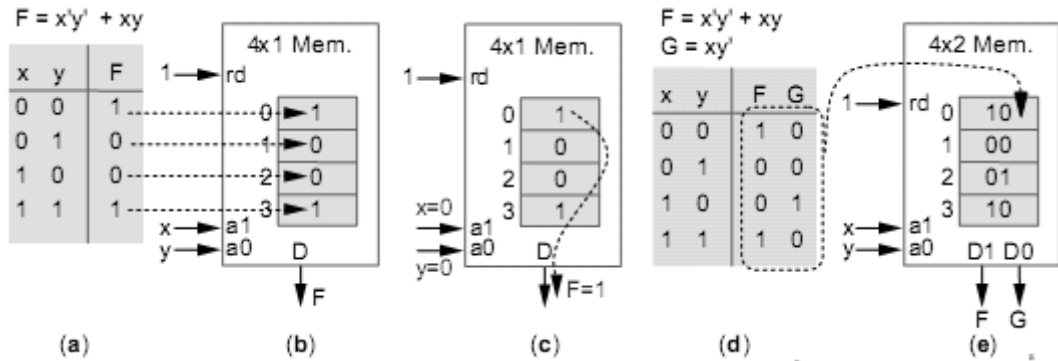 F = x'y' + xy
x y F
0 0 1
0 1 0
1 0 0
1 1 1
(a)
4x1 Mem.
1 rd
0 1
1 0
2 0
3 1
x a1
y a0
D
F
(b)
4x1 Mem.
1 rd
0 1
1 0
2 0
3 1
x=0
a1
a0
y=0
D
F=1
(c)
F = x'y' + xy
G = xy'
x y F G
0 0 1 0
0 1 0 0
1 0 0 1
1 1 1 0
(d)
4x2 Mem.
1 rd
0 10
1 00
2 01
3 10
x a1
y a0
D1 D0
F G
(e)